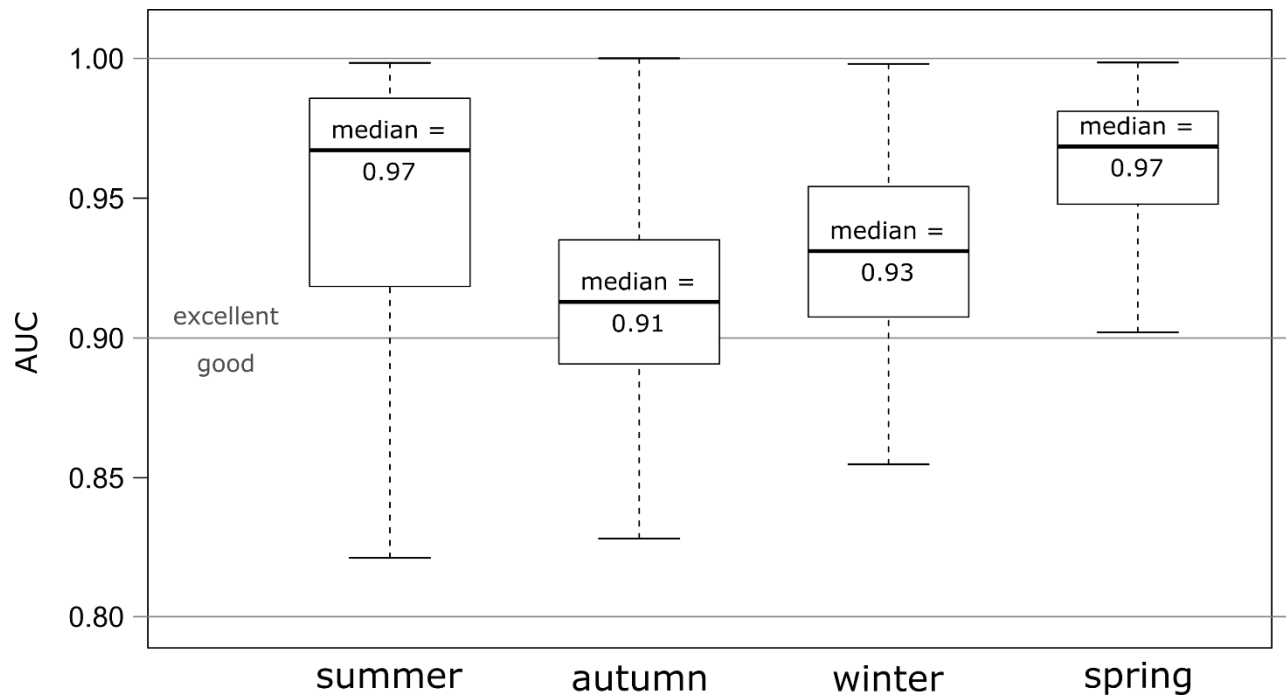 1.00
0.95
0.90
0.85
0.80
AUC
excellent
good
median =
0.97
median =
0.91
median =
0.93
median =
0.97
summer autumn winter spring